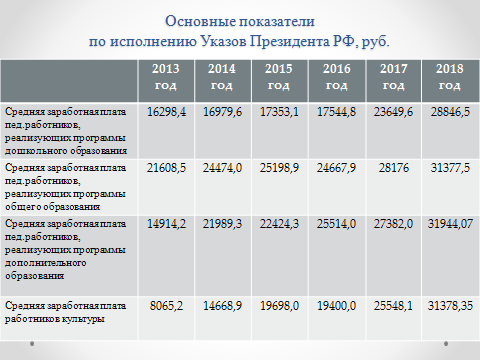 Основные показатели
по исполнению Указов Президента РФ, руб.
2013 год 2014 год 2015 год 2016 год 2017 год 2018 год
Средняя заработная плата пед.работников, реализующих программы дошкольного образования 16298,4 16979,6 17353,1 17544,8 23649,6 28846,5
Средняя заработная плата пед.работников, реализующих программы общего образования 21608,5 24474,0 25198,9 24667,9 28176 31377,5
Средняя заработная плата пед.работников, реализующих программы дополнительного образования 14914,2 21989,3 22424,3 25514,0 27382,0 31944,07
Средняя заработная плата работников культуры 8065,2 14668,9 19698,0 19400,0 25548,1 31378,35